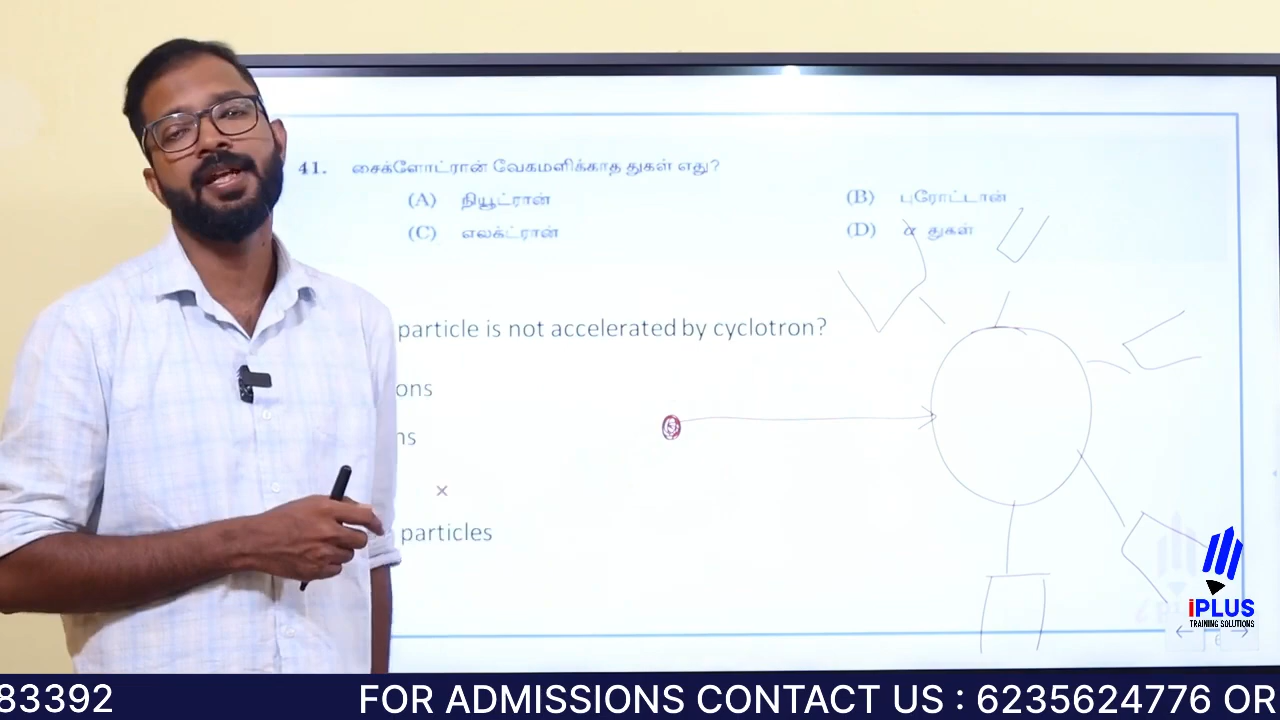 41. சைக்ளோட்ரான் வேகமளிக்காத துகள் எது?
(A) நியூட்ரான் (B) புரோட்டான்
(C) எலக்ட்ரான் (D) α துகள்
particle is not accelerated by cyclotron?
ons
ns
particles
iPLUS
TRAINING SOLUTIONS
83392 FOR ADMISSIONS CONTACT US : 6235624776 OR